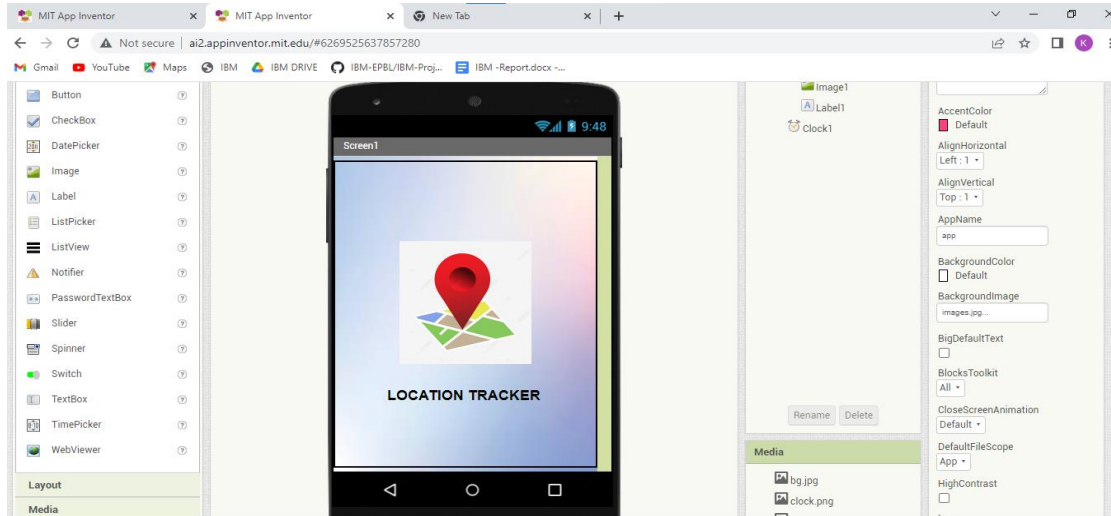 MIT App Inventor
MIT App Inventor
New Tab
Not secure
ai2.appinventor.mit.edu/#6269525637857280
K
Gmail
YouTube
Maps
IBM
IBM DRIVE
IBM-EPBL/IBM-Proj...
IBM -Report.docx -...
Button
CheckBox
DatePicker
Image
Label
ListPicker
ListView
Notifier
PasswordTextBox
Slider
Spinner
Switch
TextBox
TimePicker
WebViewer
Layout
Media
9:48
Screen1
LOCATION TRACKER
Image1
Label1
Clock1
Rename
Delete
Media
bg.jpg
clock.png
AccentColor
Default
AlignHorizontal
Left : 1
AlignVertical
Top : 1
AppName
app
BackgroundColor
Default
BackgroundImage
images.jpg...
BigDefaultText
BlocksToolkit
All
CloseScreenAnimation
Default
DefaultFileScope
App
HighContrast